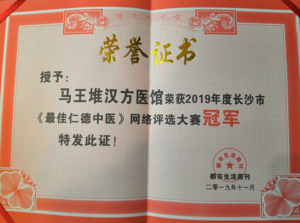 荣誉证书
授予：
马王堆汉方医馆荣获2019年度长沙市
《最佳仁德中医》网络评选大赛冠军
特发此证！
都市生活周刊
二零一九年十一月